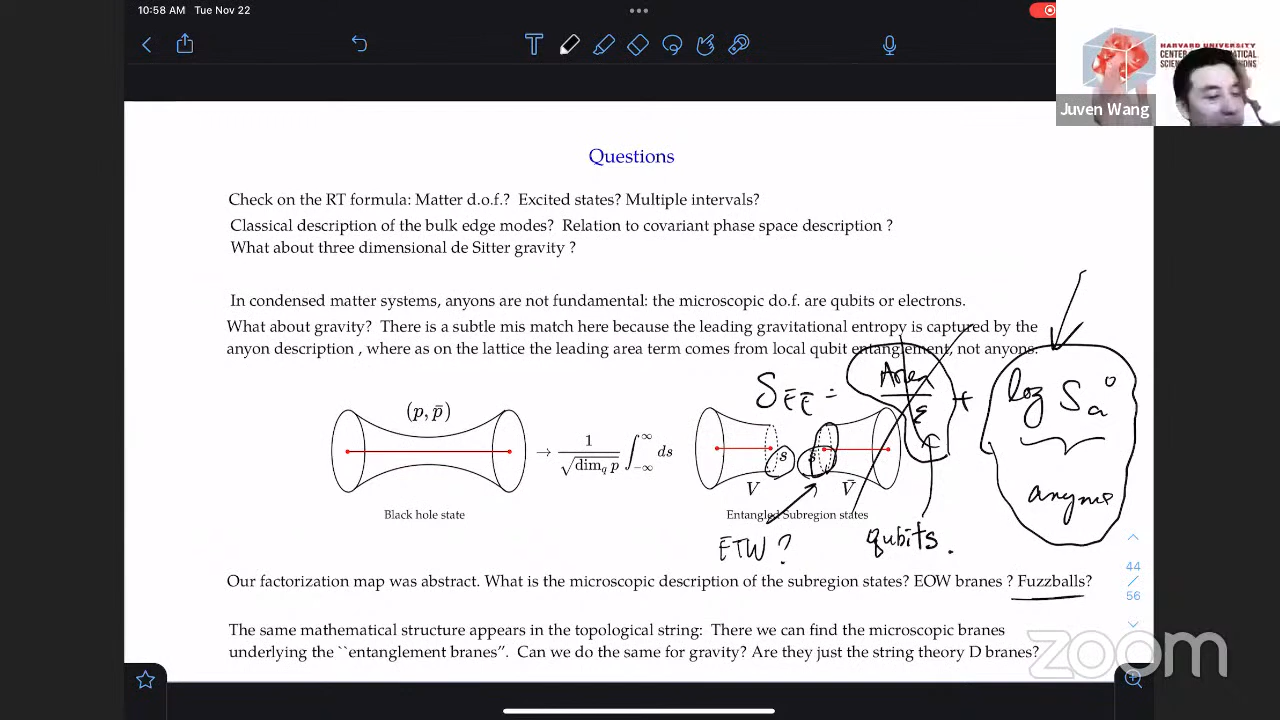 10:58 AM Tue Nov 22
HARVARD UNIVERSITY
Juven Wang
Questions
Check on the RT formula: Matter d.o.f.? Excited states? Multiple intervals?
Classical description of the bulk edge modes? Relation to covariant phase space description ?
What about three dimensional de Sitter gravity ?
In condensed matter systems, anyons are not fundamental: the microscopic do.f. are qubits or electrons.
What about gravity? There is a subtle mis match here because the leading gravitational entropy is captured by the
anyon description , where as on the lattice the leading area term comes from local qubit entanglement, not anyons.
S_EE = Area/ε + log S_a^0
(p, p̄)
→ 1/√dim_q p ∫_{-∞}^{∞} ds
s s
V V̄
anyons
Black hole state
Entangled Subregion states
ETW ?
qubits.
Our factorization map was abstract. What is the microscopic description of the subregion states? EOW branes ? Fuzzballs?
44
/
56
The same mathematical structure appears in the topological string: There we can find the microscopic branes
underlying the ``entanglement branes”. Can we do the same for gravity? Are they just the string theory D branes?
zoom